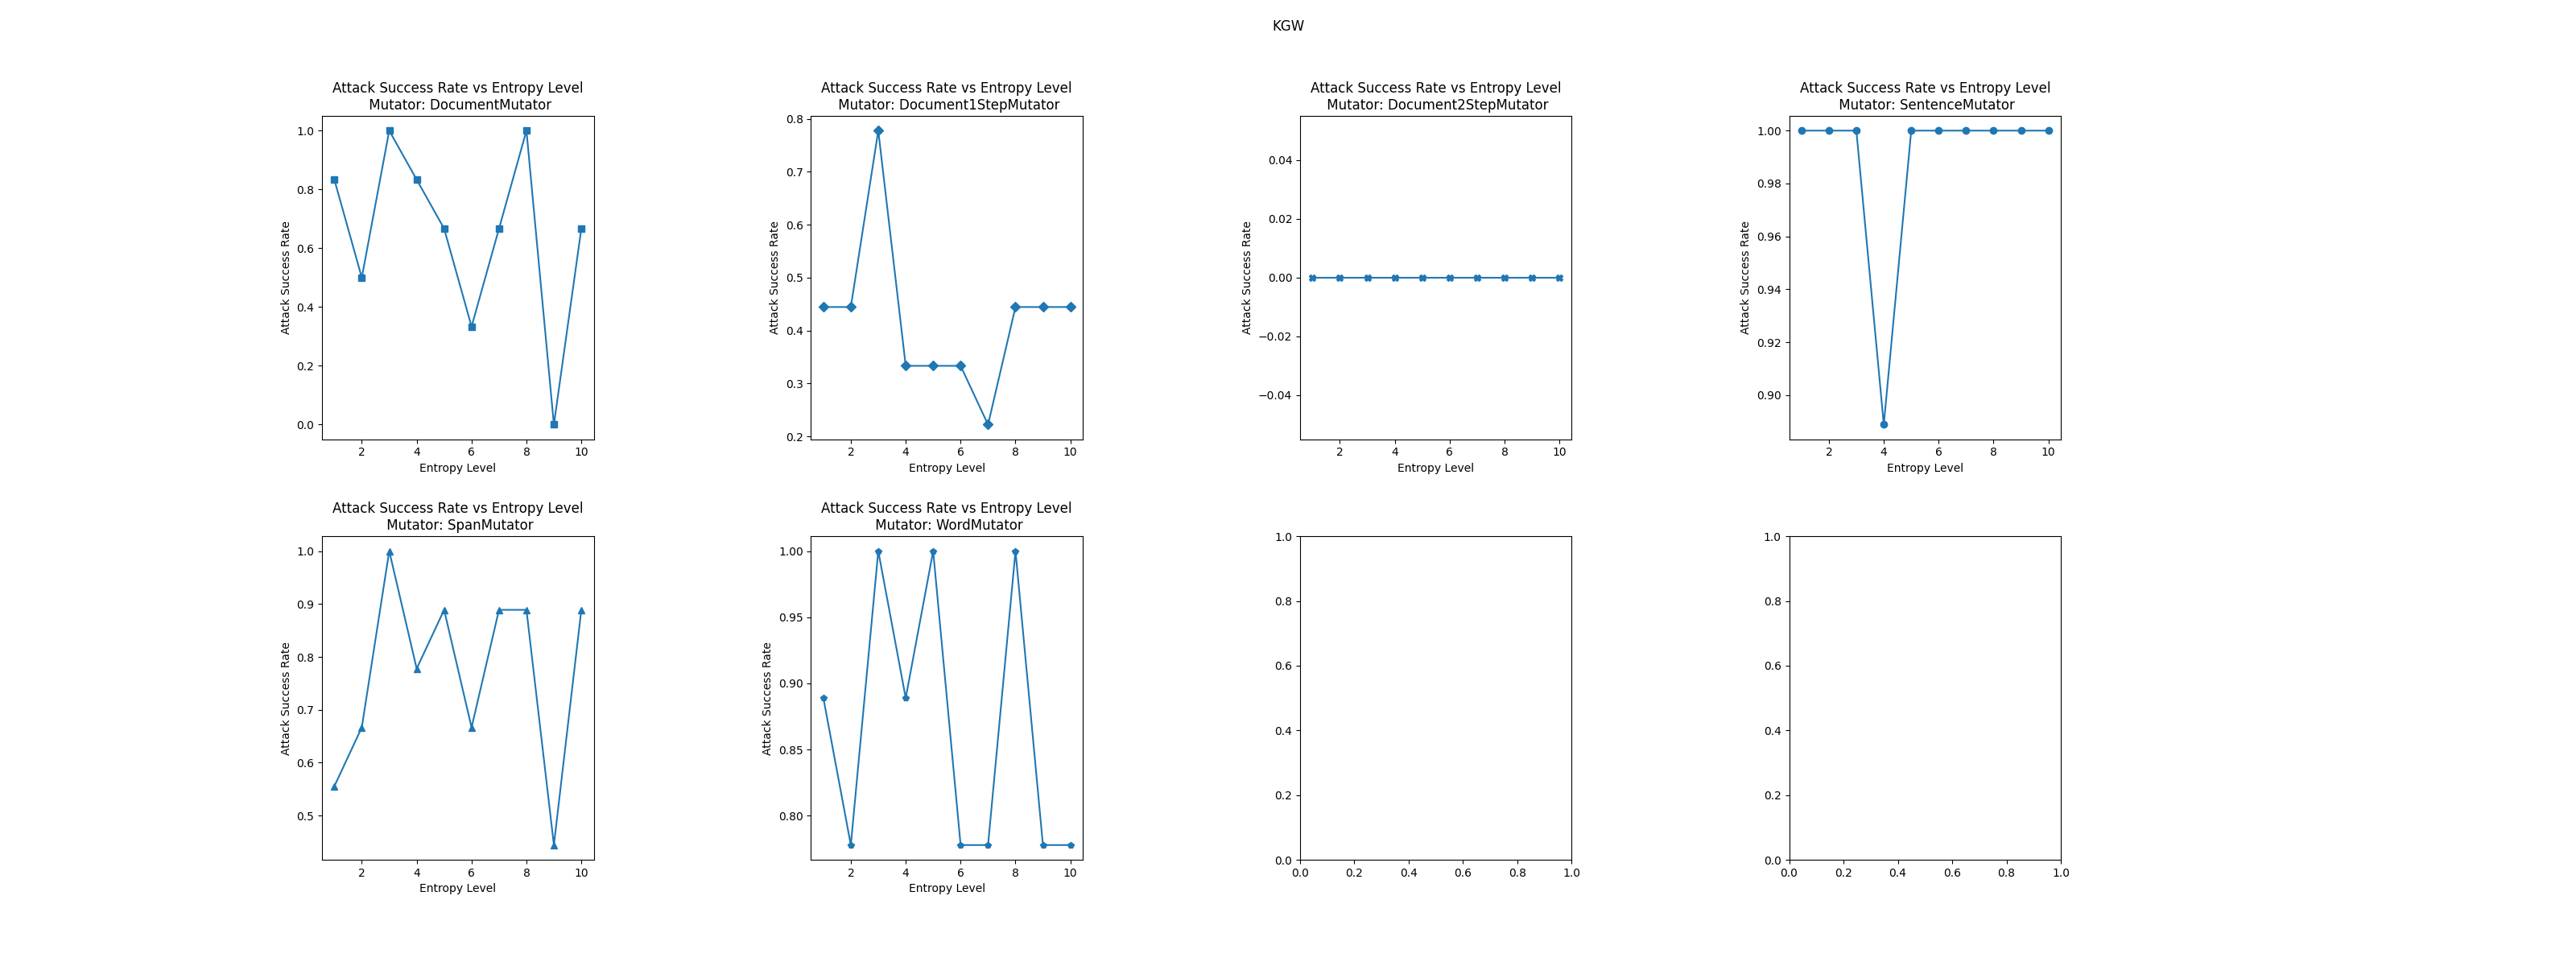 KGW
Attack Success Rate vs Entropy Level
Mutator: DocumentMutator
1.0
0.8
0.6
0.4
0.2
0.0
Attack Success Rate
2 4 6 8 10
Entropy Level
Attack Success Rate vs Entropy Level
Mutator: Document1StepMutator
0.8
0.7
0.6
0.5
0.4
0.3
0.2
Attack Success Rate
2 4 6 8 10
Entropy Level
Attack Success Rate vs Entropy Level
Mutator: Document2StepMutator
0.04
0.02
0.00
−0.02
−0.04
Attack Success Rate
2 4 6 8 10
Entropy Level
Attack Success Rate vs Entropy Level
Mutator: SentenceMutator
1.00
0.98
0.96
0.94
0.92
0.90
Attack Success Rate
2 4 6 8 10
Entropy Level
Attack Success Rate vs Entropy Level
Mutator: SpanMutator
1.0
0.9
0.8
0.7
0.6
0.5
Attack Success Rate
2 4 6 8 10
Entropy Level
Attack Success Rate vs Entropy Level
Mutator: WordMutator
1.00
0.95
0.90
0.85
0.80
Attack Success Rate
2 4 6 8 10
Entropy Level
1.0
0.8
0.6
0.4
0.2
0.0
0.0 0.2 0.4 0.6 0.8 1.0
1.0
0.8
0.6
0.4
0.2
0.0
0.0 0.2 0.4 0.6 0.8 1.0